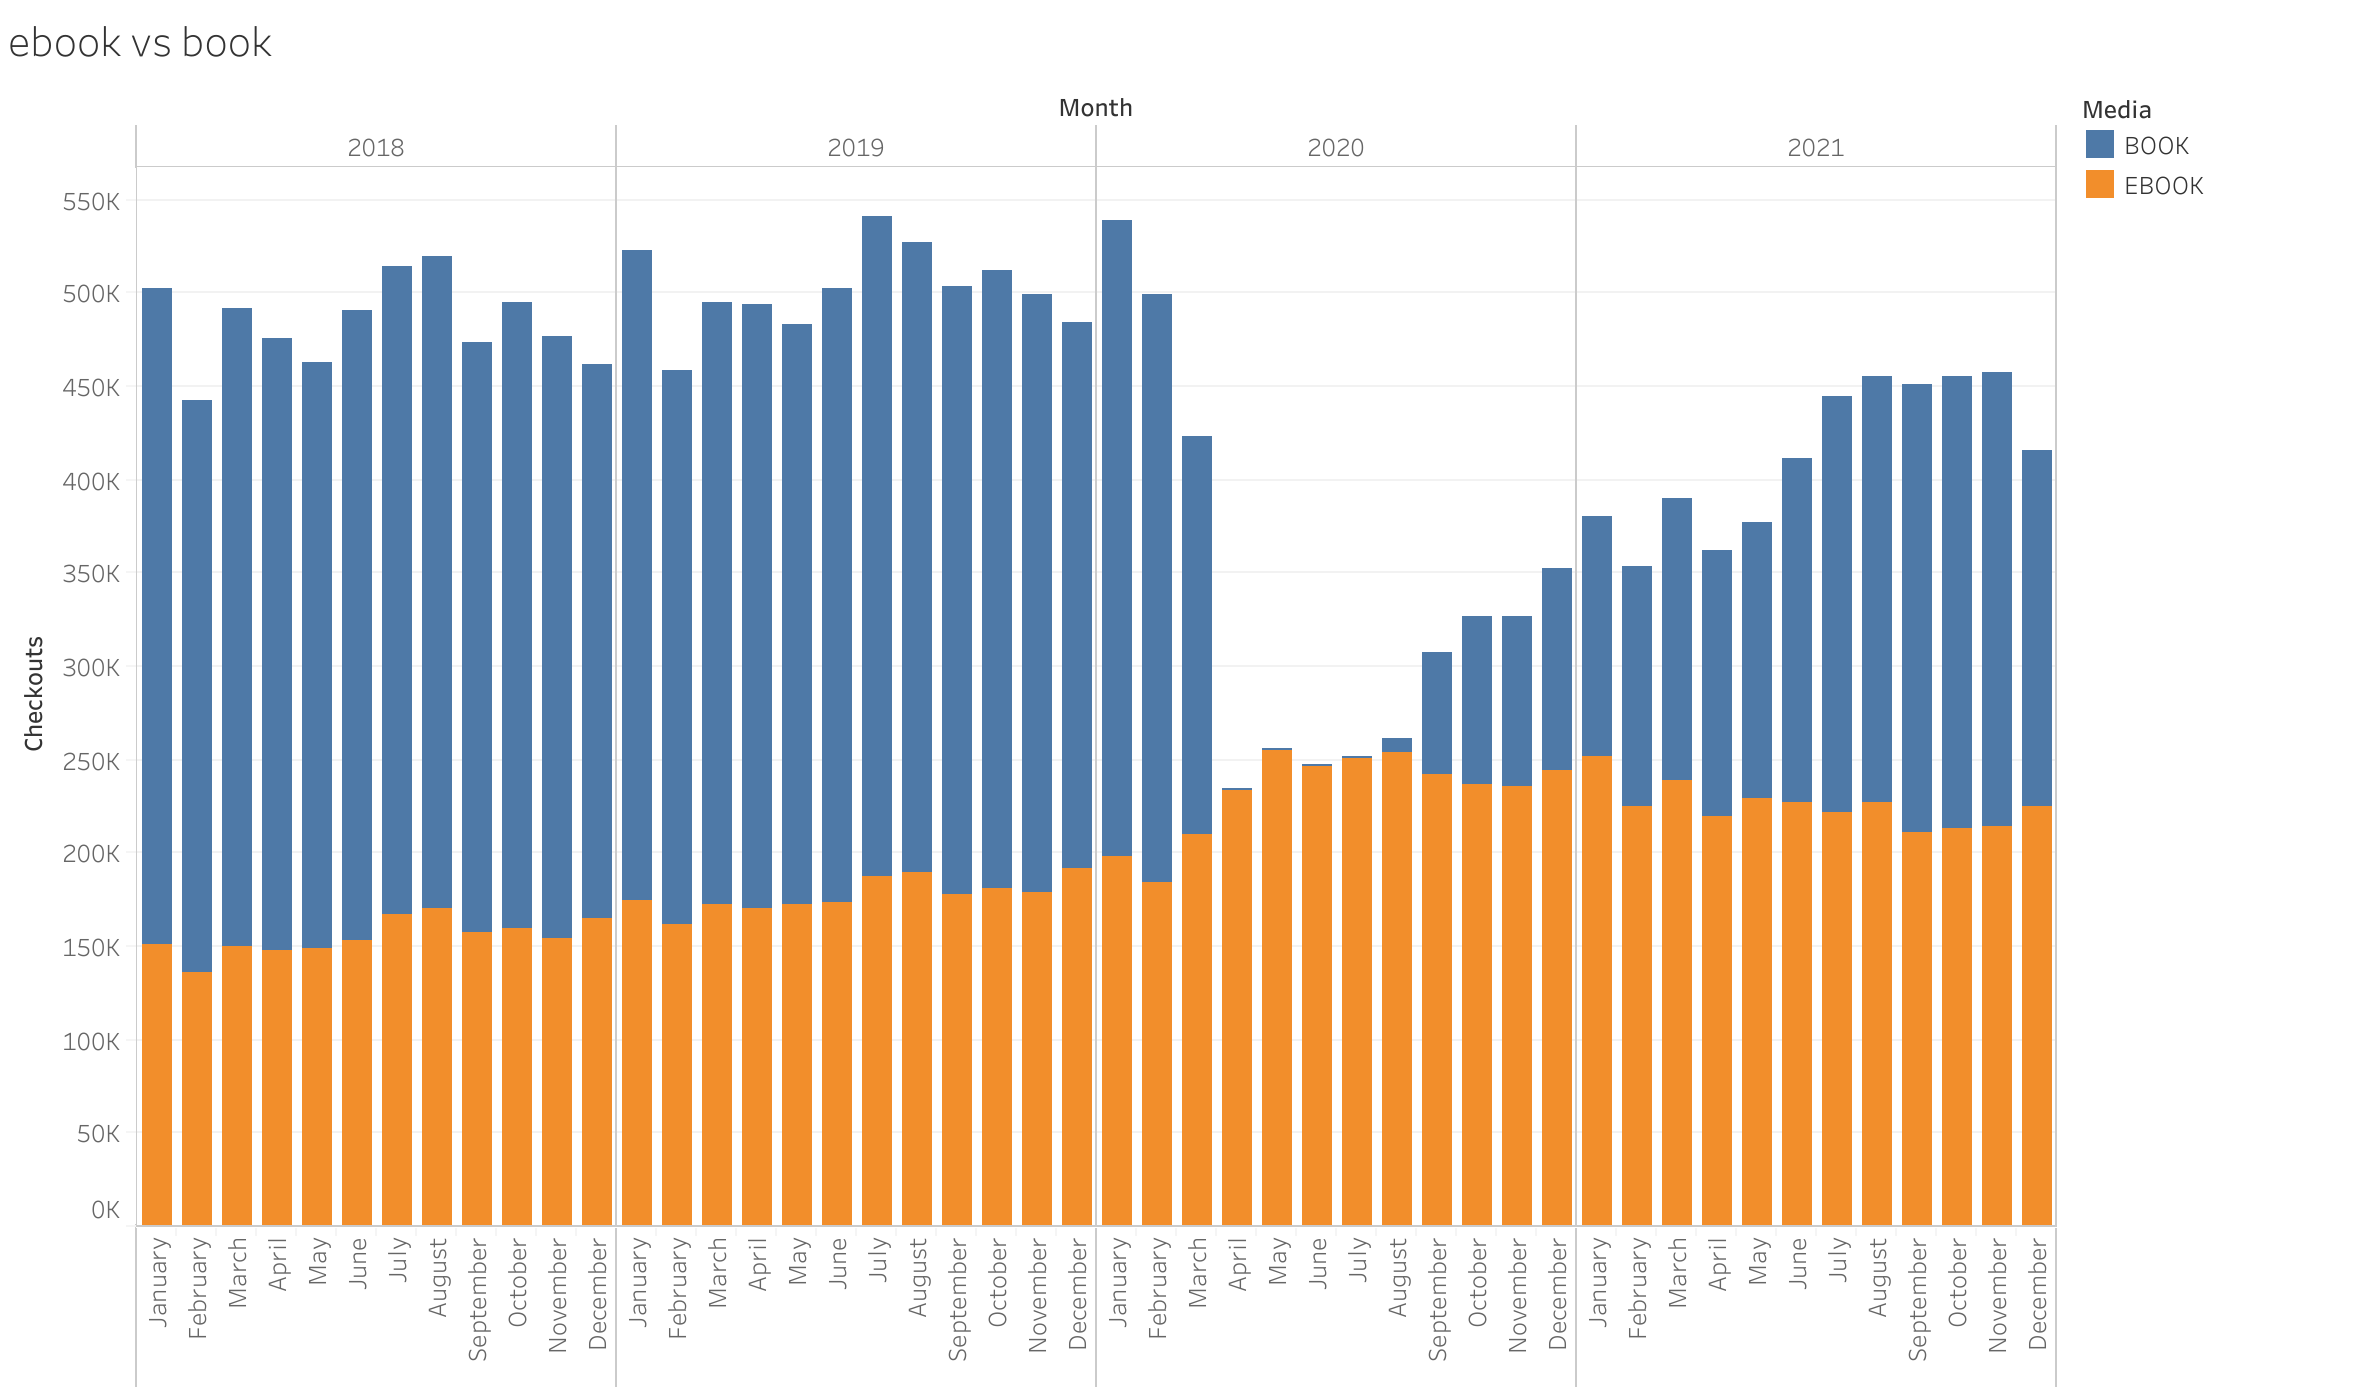 ebook vs book
Month
2018 2019 2020 2021
Media
BOOK
EBOOK
550K
500K
450K
400K
350K
300K
250K
200K
150K
100K
50K
0K
Checkouts
January February March April May June July August September October November December January February March April May June July August September October November December January February March April May June July August September October November December January February March April May June July August September October November December